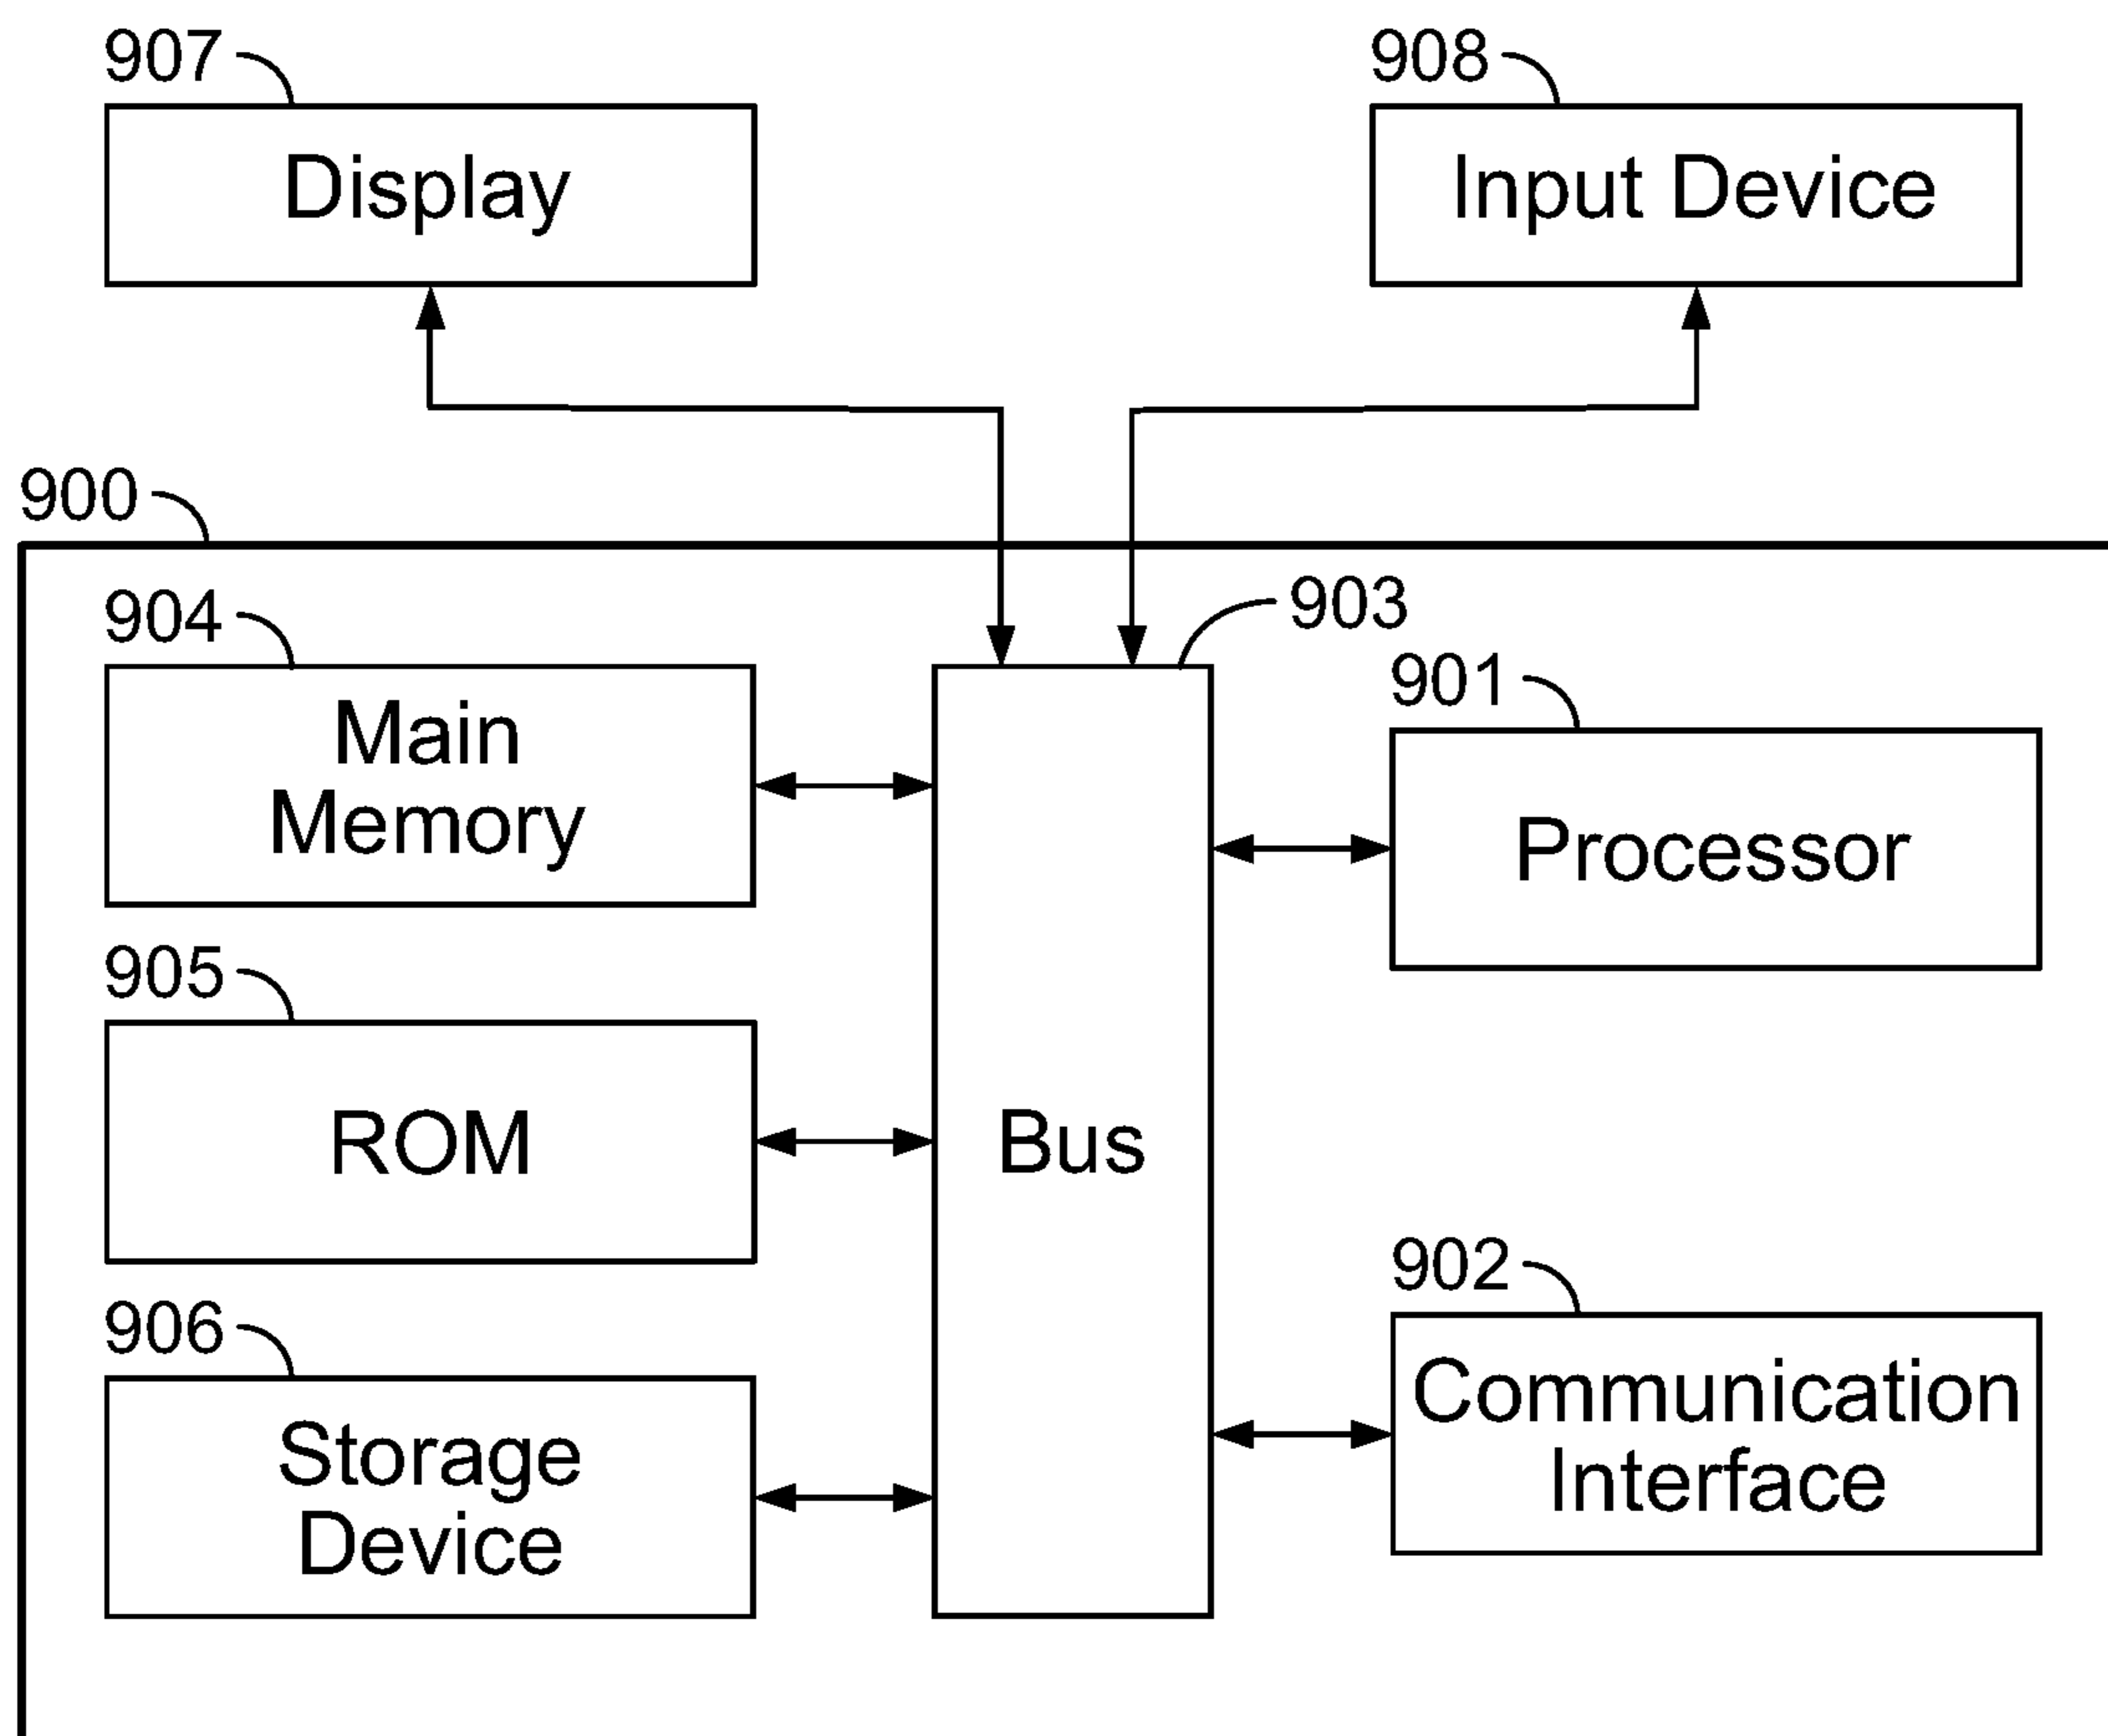 907
Display
908
Input Device
900
904
Main
Memory
903
Bus
901
Processor
905
ROM
902
Communication
Interface
906
Storage
Device